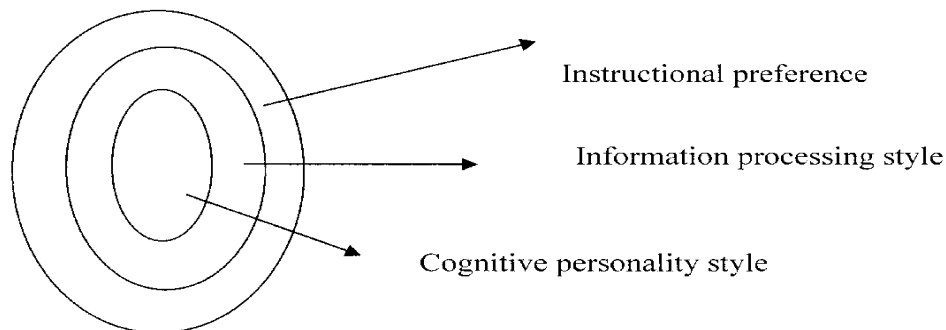 Instructional preference
Information processing style
Cognitive personality style